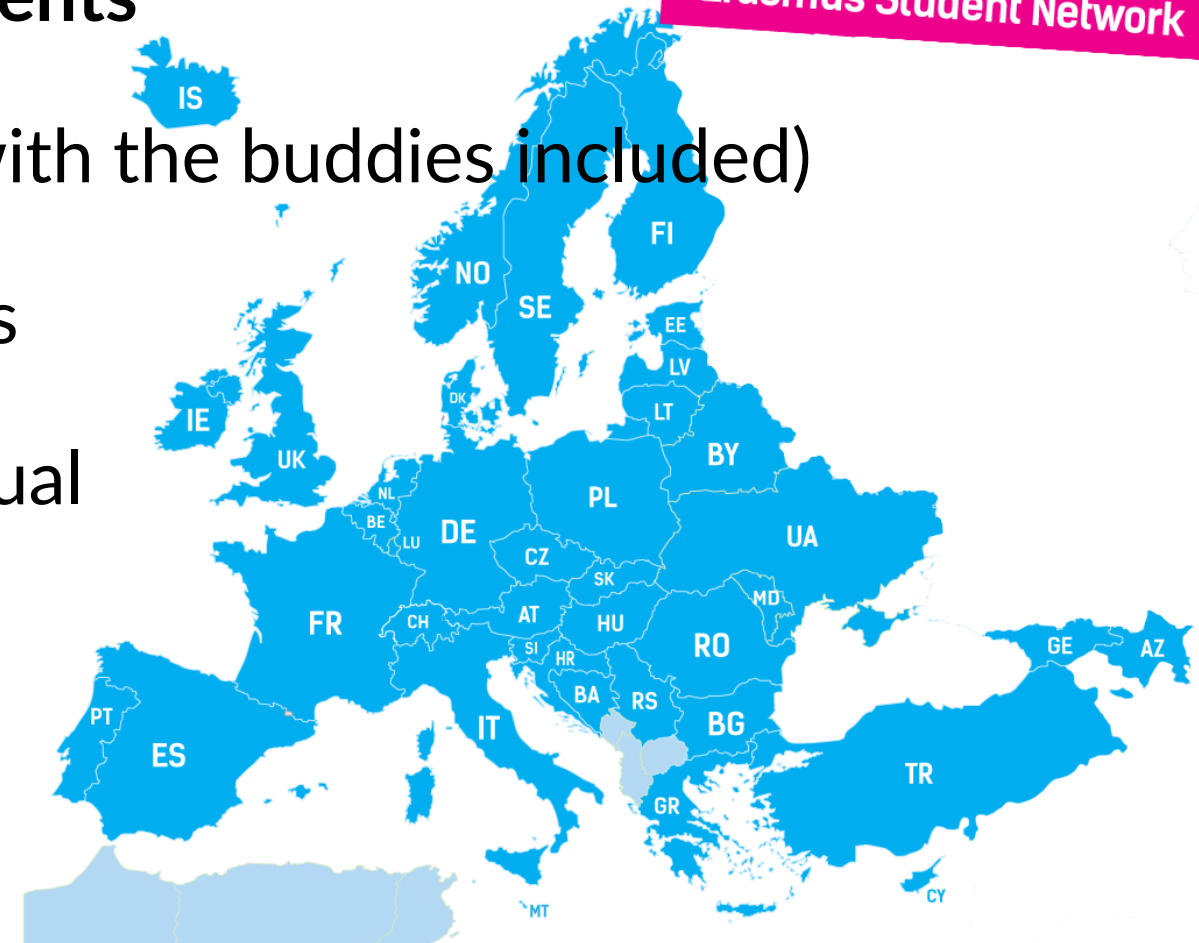 ents
Erasmus Student Network
IS
with the buddies included)
FI
NO
SE
s
EE
LV
DK
LT
IE
BY
UK
ual
NL
PL
BE
DE
UA
LU
CZ
SK
MD
AT
FR
CH
HU
RO
SI
GE
AZ
HR
BA
RS
PT
BG
IT
ES
TR
GR
CY
MT